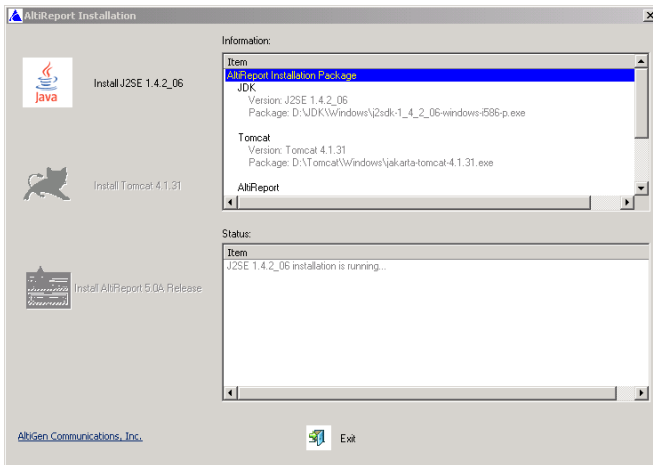 AltiReport Installation
Information:
Java
Install J2SE 1.4.2_06
Item
AltiReport Installation Package
JDK
Version: J2SE 1.4.2_06
Package: D:\JDK\Windows\j2sdk-1_4_2_06-windows-i586-p.exe
Tomcat
Version: Tomcat 4.1.31
Package: D:\Tomcat\Windows\jakarta-tomcat-4.1.31.exe
AltiReport
Install Tomcat 4.1.31
Status:
Item
J2SE 1.4.2_06 installation is running...
Install AltiReport 5.0A Release
AltiGen Communications, Inc.
Exit